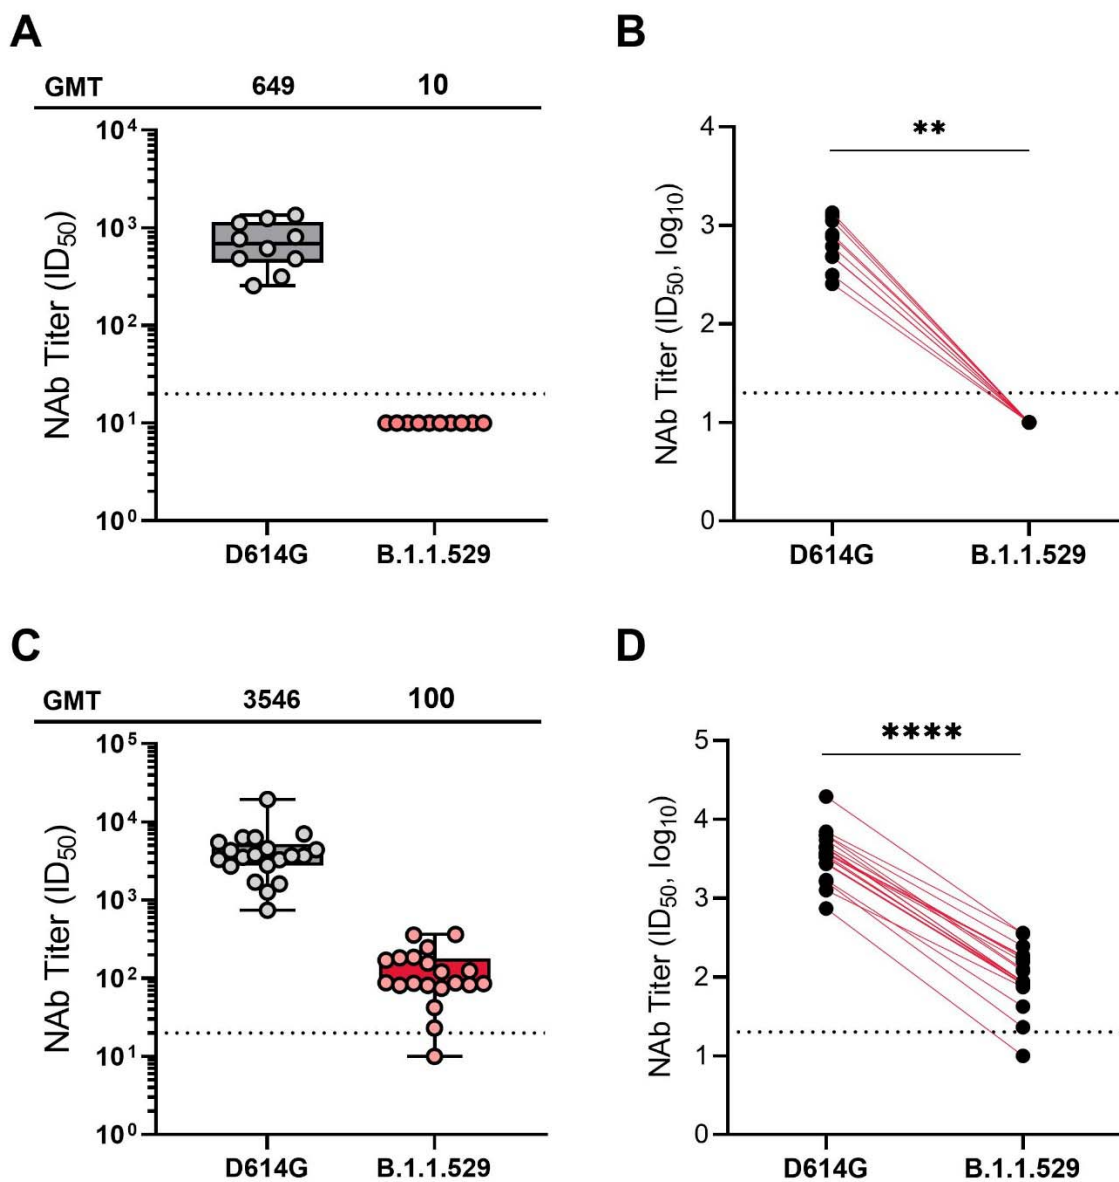 A
GMT 649 10
NAb Titer (ID50)
10⁴
10³
10²
10¹
10⁰
D614G B.1.1.529
B
**
NAb Titer (ID50, log10)
4
3
2
1
0
D614G B.1.1.529
C
GMT 3546 100
NAb Titer (ID50)
10⁵
10⁴
10³
10²
10¹
10⁰
D614G B.1.1.529
D
****
NAb Titer (ID50, log10)
5
4
3
2
1
0
D614G B.1.1.529